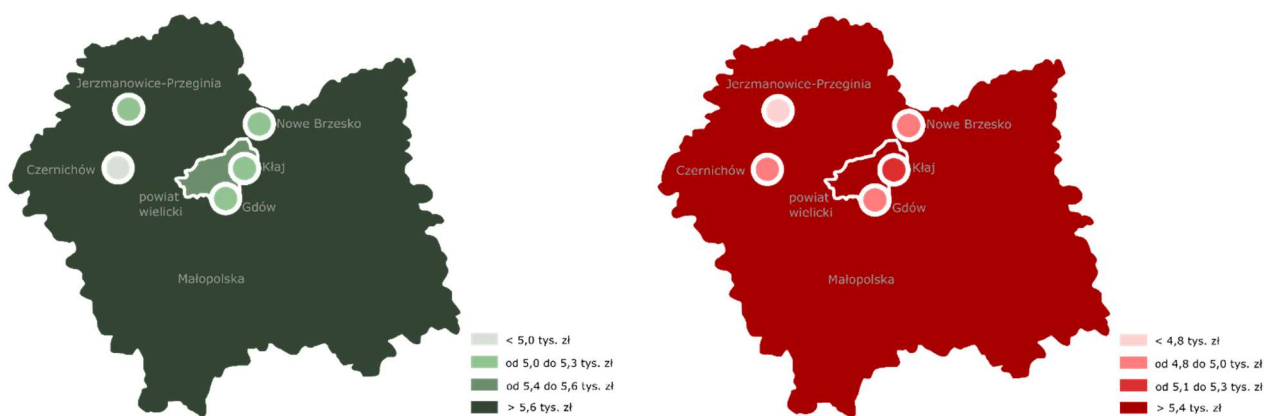 Jerzmanowice-Przeginia
Nowe Brzesko
Czernichów
Kłaj
powiat
wielicki
Gdów
Małopolska
< 5,0 tys. zł
od 5,0 do 5,3 tys. zł
od 5,4 do 5,6 tys. zł
> 5,6 tys. zł
Jerzmanowice-Przeginia
Nowe Brzesko
Czernichów
Kłaj
powiat
wielicki
Gdów
Małopolska
< 4,8 tys. zł
od 4,8 do 5,0 tys. zł
od 5,1 do 5,3 tys. zł
> 5,4 tys. zł